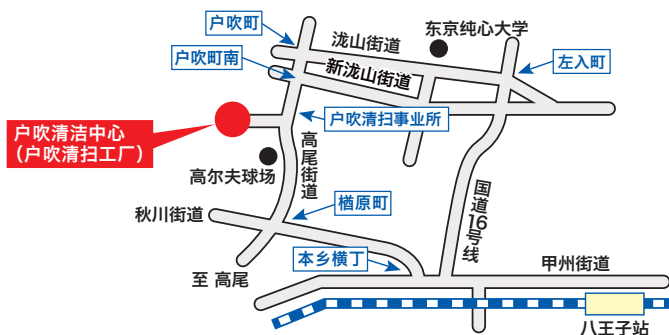 户吹町
泷山街道
东京纯心大学
户吹町南
新泷山街道
左入町
户吹清洁中心
(户吹清扫工厂)
户吹清扫事业所
高尔夫球场
高尾街道
楢原町
国道16号线
秋川街道
本乡横丁
至 高尾
甲州街道
八王子站